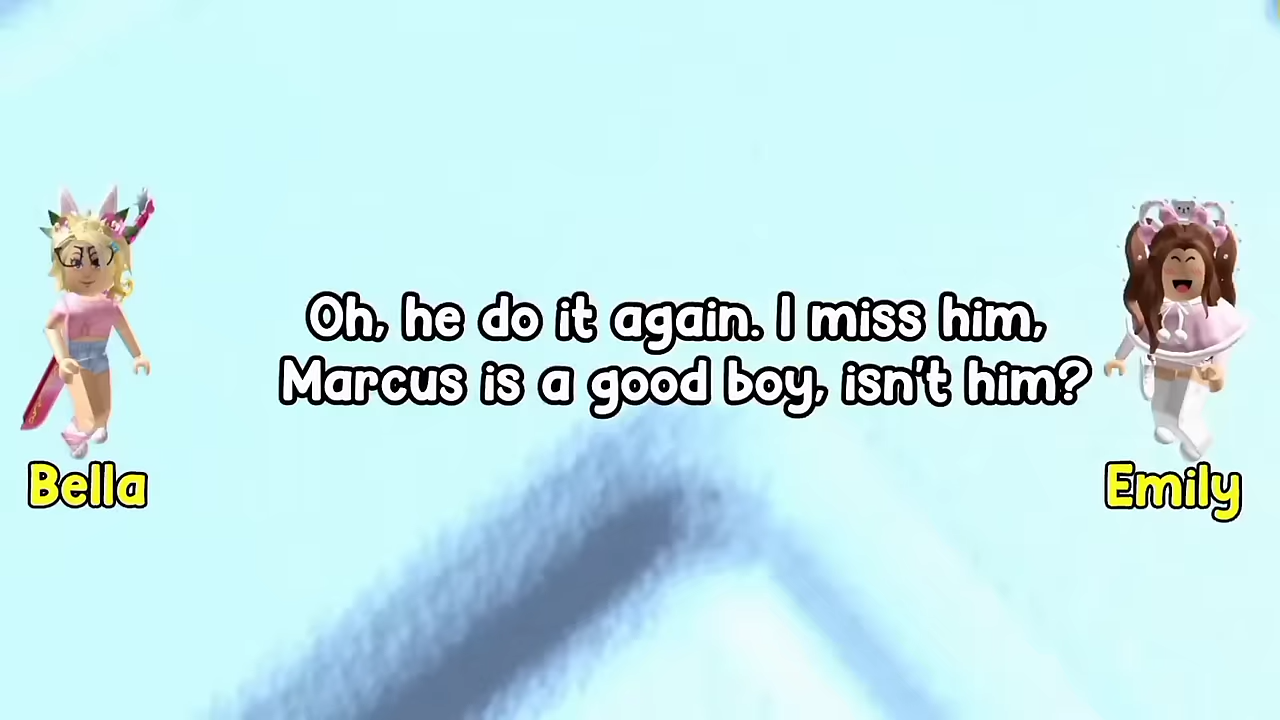 Oh, he do it again. I miss him,
Marcus is a good boy, isn't him?
Bella
Emily